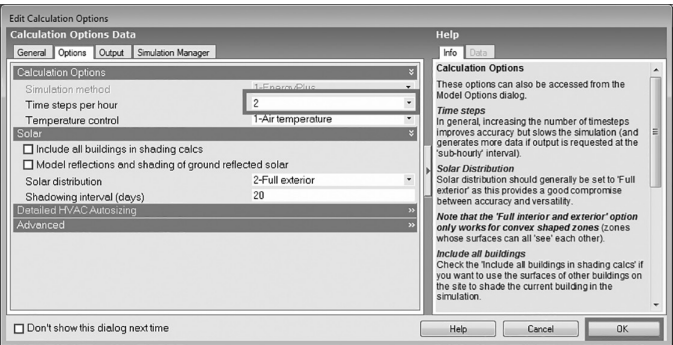 Edit Calculation Options
Calculation Options Data
General Options Output Simulation Manager
Calculation Options
Simulation method 1-EnergyPlus
Time steps per hour 2
Temperature control 1-Air temperature
Solar
Include all buildings in shading calcs
Model reflections and shading of ground reflected solar
Solar distribution 2-Full exterior
Shadowing interval (days) 20
Detailed HVAC Autosizing
Advanced
Don't show this dialog next time
Help
Info Data
Calculation Options
These options can also be accessed from the
Model Options dialog.
Time steps
In general, increasing the number of timesteps
improves accuracy but slows the simulation (and
generates more data if output is requested at the
'sub-hourly' interval).
Solar Distribution
Solar distribution should generally be set to 'Full
exterior' as this provides a good compromise
between accuracy and versatility.
Note that the 'Full interior and exterior' option
only works for convex shaped zones (zones
whose surfaces can all 'see' each other).
Include all buildings
Check the 'Include all buildings in shading calcs' if
you want to use the surfaces of other buildings on
the site to shade the current building in the
simulation.
Help Cancel OK